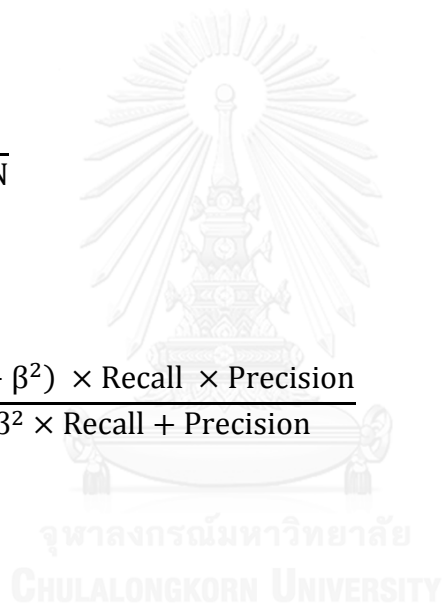 N
β²) × Recall × Precision
β² × Recall + Precision
จุฬาลงกรณ์มหาวิทยาลัย
CHULALONGKORN UNIVERSITY